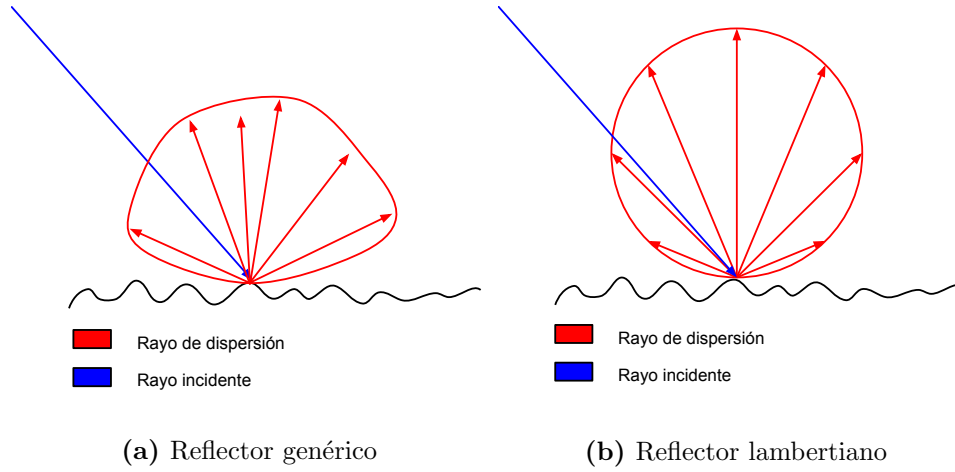 Rayo de dispersión
Rayo incidente
(a) Reflector genérico
Rayo de dispersión
Rayo incidente
(b) Reflector lambertiano